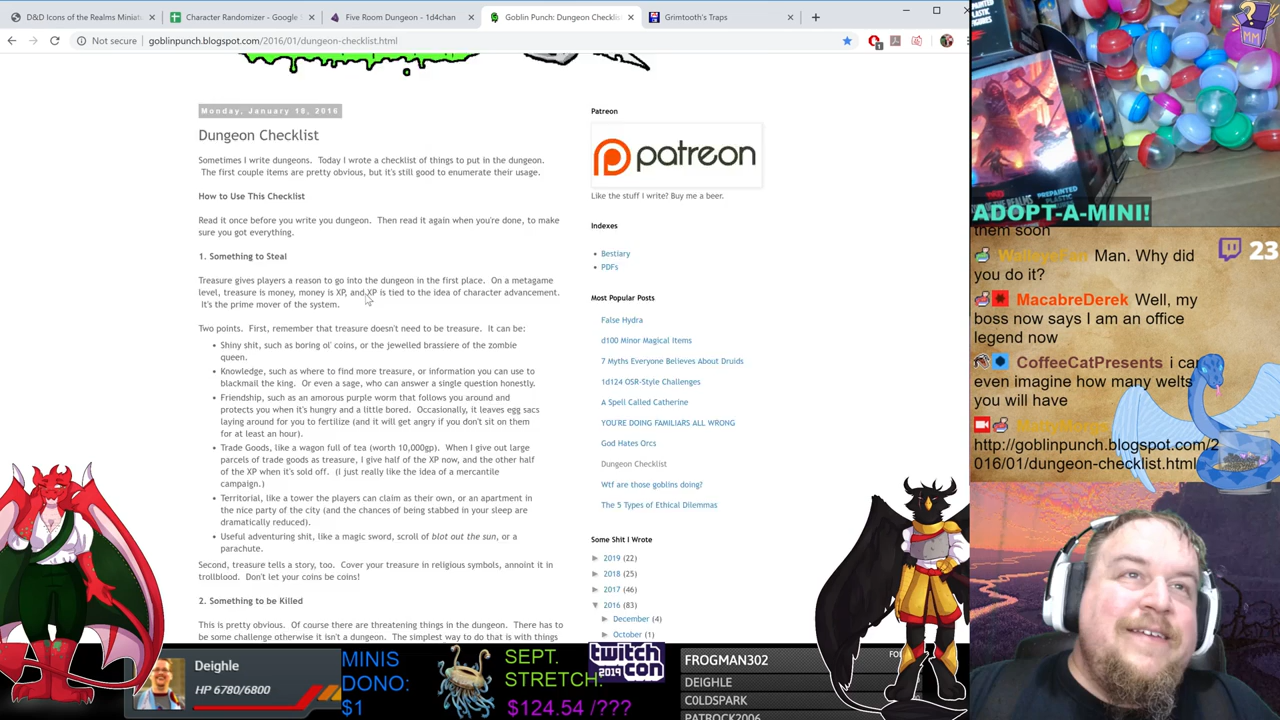 D&D Icons of the Realms Miniat
Character Randomizer - Google
Five Room Dungeon - 1d4chan
Goblin Punch: Dungeon Checklis
Grimtooth's Traps
Not secure | goblinpunch.blogspot.com/2016/01/dungeon-checklist.html
Monday, January 18, 2016
Dungeon Checklist
Sometimes I write dungeons. Today I wrote a checklist of things to put in the dungeon.
The first couple items are pretty obvious, but it's still good to enumerate their usage.
How to Use This Checklist
Read it once before you write you dungeon. Then read it again when you're done, to make
sure you got everything.
1. Something to Steal
Treasure gives players a reason to go into the dungeon in the first place. On a metagame
level, treasure is money, money is XP, and XP is tied to the idea of character advancement.
It's the prime mover of the system.
Two points. First, remember that treasure doesn't need to be treasure. It can be:
Shiny shit, such as boring ol' coins, or the jewelled brassiere of the zombie
queen.
Knowledge, such as where to find more treasure, or information you can use to
blackmail the king. Or even a sage, who can answer a single question honestly.
Friendship, such as an amorous purple worm that follows you around and
protects you when it's hungry and a little bored. Occasionally, it leaves egg sacs
laying around for you to fertilize (and it will get angry if you don't sit on them
for at least an hour).
Trade Goods, like a wagon full of tea (worth 10,000gp). When I give out large
parcels of trade goods as treasure, I give half of the XP now, and the other half
of the XP when it's sold off. (I just really like the idea of a mercantile
campaign.)
Territorial, like a tower the players can claim as their own, or an apartment in
the nice party of the city (and the chances of being stabbed in your sleep are
dramatically reduced).
Useful adventuring shit, like a magic sword, scroll of blot out the sun, or a
parachute.
Second, treasure tells a story, too. Cover your treasure in religious symbols, annoint it in
trollblood. Don't let your coins be coins!
2. Something to be Killed
This is pretty obvious. Of course there are threatening things in the dungeon. There has to
be some challenge otherwise it isn't a dungeon. The simplest way to do that is with things
Patreon
patreon
Like the stuff I write? Buy me a beer.
Indexes
Bestiary
PDFs
Most Popular Posts
False Hydra
d100 Minor Magical Items
7 Myths Everyone Believes About Druids
1d124 OSR-Style Challenges
A Spell Called Catherine
YOU'RE DOING FAMILIARS ALL WRONG
God Hates Orcs
Dungeon Checklist
Wtf are those goblins doing?
The 5 Types of Ethical Dilemmas
Some Shit I Wrote
2019 (22)
2018 (25)
2017 (46)
2016 (83)
December (4)
October (1)
MM
PREPAINTED
PLASTIC
ADOPT-A-MINI!
them soon
23
Man. Why did
you do it?
MacabreDerek Well, my
boss now says I am an office
legend now
CoffeeCatPresents i can
even imagine how many welts
you will have
http://goblinpunch.blogspot.com/2
016/01/dungeon-checklist.html
Deighle
HP 6780/6800
MINIS
DONO:
$1
SEPT.
STRETCH:
$124.54 /???
twitch
con
2019
FROGMAN302
DEIGHLE
C0LDSPARK
PATROCK2006